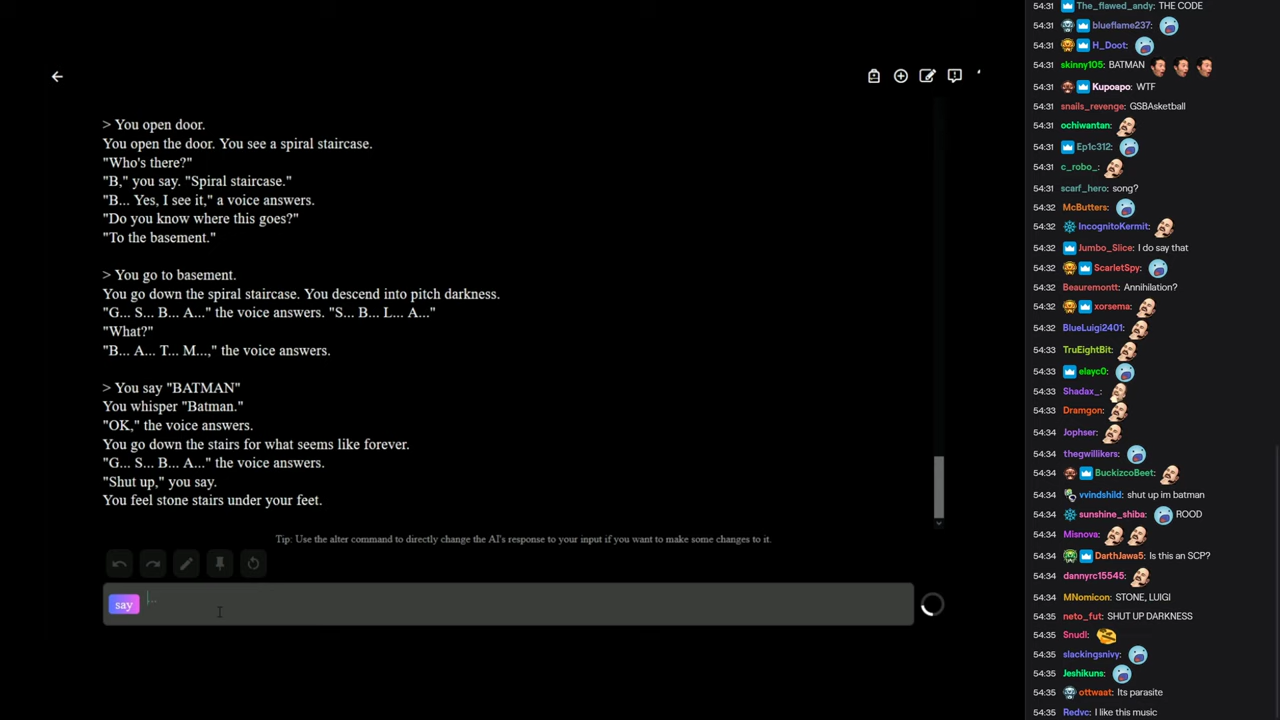 > You open door.
You open the door. You see a spiral staircase.
"Who's there?"
"B," you say. "Spiral staircase."
"B... Yes, I see it," a voice answers.
"Do you know where this goes?"
"To the basement."
> You go to basement.
You go down the spiral staircase. You descend into pitch darkness.
"G... S... B... A..." the voice answers. "S... B... L... A..."
"What?"
"B... A... T... M...," the voice answers.
> You say "BATMAN"
You whisper "Batman."
"OK," the voice answers.
You go down the stairs for what seems like forever.
"G... S... B... A..." the voice answers.
"Shut up," you say.
You feel stone stairs under your feet.
Tip: Use the alter command to directly change the AI's response to your input if you want to make some changes to it.
say ...
54:31 The_flawed_andy: THE CODE
54:31 blueflame237:
54:31 H_Doot:
54:31 skinny105: BATMAN
54:31 Kupoapo: WTF
54:31 snails_revenge: GSBAsketball
54:31 ochiwantan:
54:31 Ep1c312:
54:31 c_robo_:
54:31 scarf_hero: song?
54:32 McButters:
54:32 IncognitoKermit:
54:32 Jumbo_Slice: I do say that
54:32 ScarletSpy:
54:32 Beauremontt: Annihilation?
54:32 xorsema:
54:32 BlueLuigi2401:
54:33 TruEightBit:
54:33 elayc0:
54:33 Shadax_:
54:33 Dramgon:
54:34 Jophser:
54:34 thegwillikers:
54:34 BuckizcoBeet:
54:34 vvindshild: shut up im batman
54:34 sunshine_shiba: ROOD
54:34 Misnova:
54:34 DarthJawa5: Is this an SCP?
54:34 dannyrc15545:
54:34 MNomicon: STONE, LUIGI
54:35 neto_fut: SHUT UP DARKNESS
54:35 Snudl:
54:35 slackingsnivy:
54:35 Jeshikuns:
54:35 ottwaat: Its parasite
54:35 Redvc: I like this music